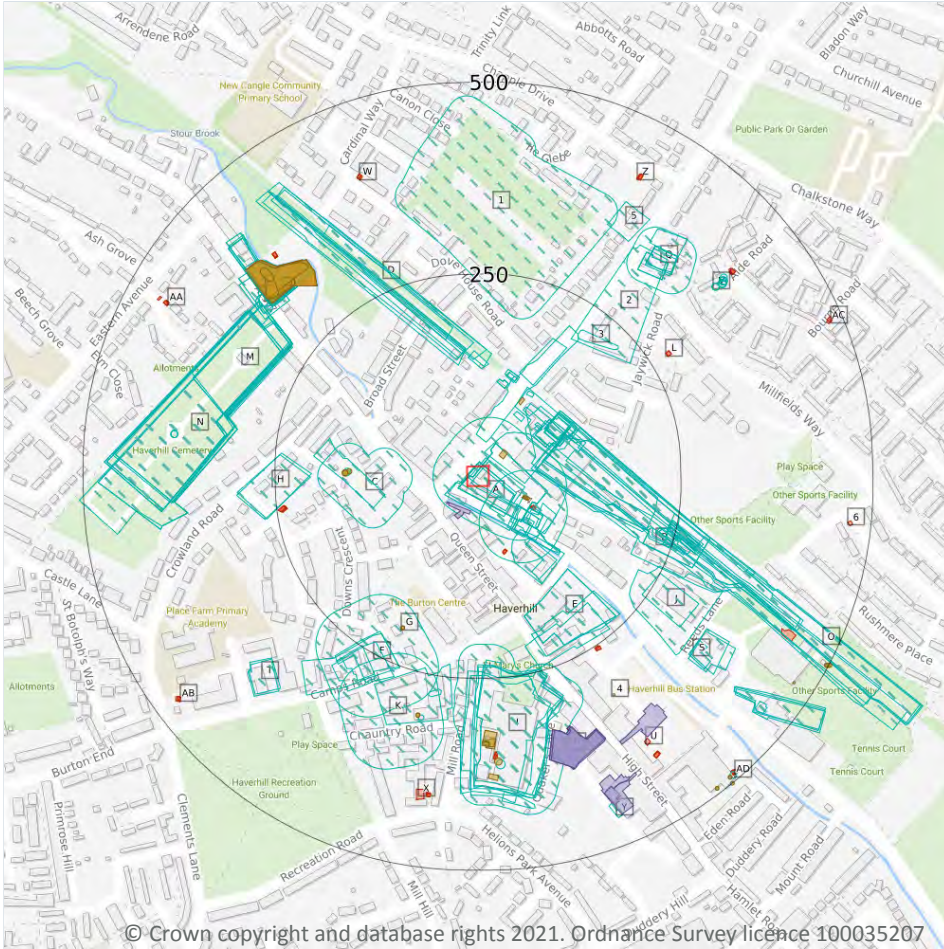 Arrendene Road
Trinity Link
Abbotts Road
Bladon Way
Churchill Avenue
New Cangle Community
Primary School
500
Chapple Drive
Canon Close
Cardinal Way
Stour Brook
Public Park Or Garden
W
Z
1
5
Chalkstone Way
Ash Grove
Eastern Avenue
D
250
2
Beech Grove
AA
Elm Close
3
AC
M
Broad Street
L
Jaywick Road
Allotments
Millfields Way
N
Haverhill Cemetery
H
C
A
Play Space
Other Sports Facility
Other Sports Facility
6
Crowland Road
Downs Crescent
Queen Street
Castle Lane
St Botolph's Way
Place Farm Primary
Academy
The Burton Centre
Haverhill
E
J
Rushmere Place
G
F
S
O
T
Camps Road
St Mary's Church
4
Haverhill Bus Station
Allotments
AB
K
I
Chauntry Road
Other Sports Facility
Play Space
Mill Road
U
Tennis Court
Burton End
High Street
Tennis Court
Haverhill Recreation
Ground
X
Y
AD
Clements Lane
Primrose Hill
Eden Road
Duddery Road
Mount Road
Recreation Road
Helions Park Avenue
Mill Hill
Duddery Hill
© Crown copyright and database rights 2021. Ordnance Survey licence 100035207